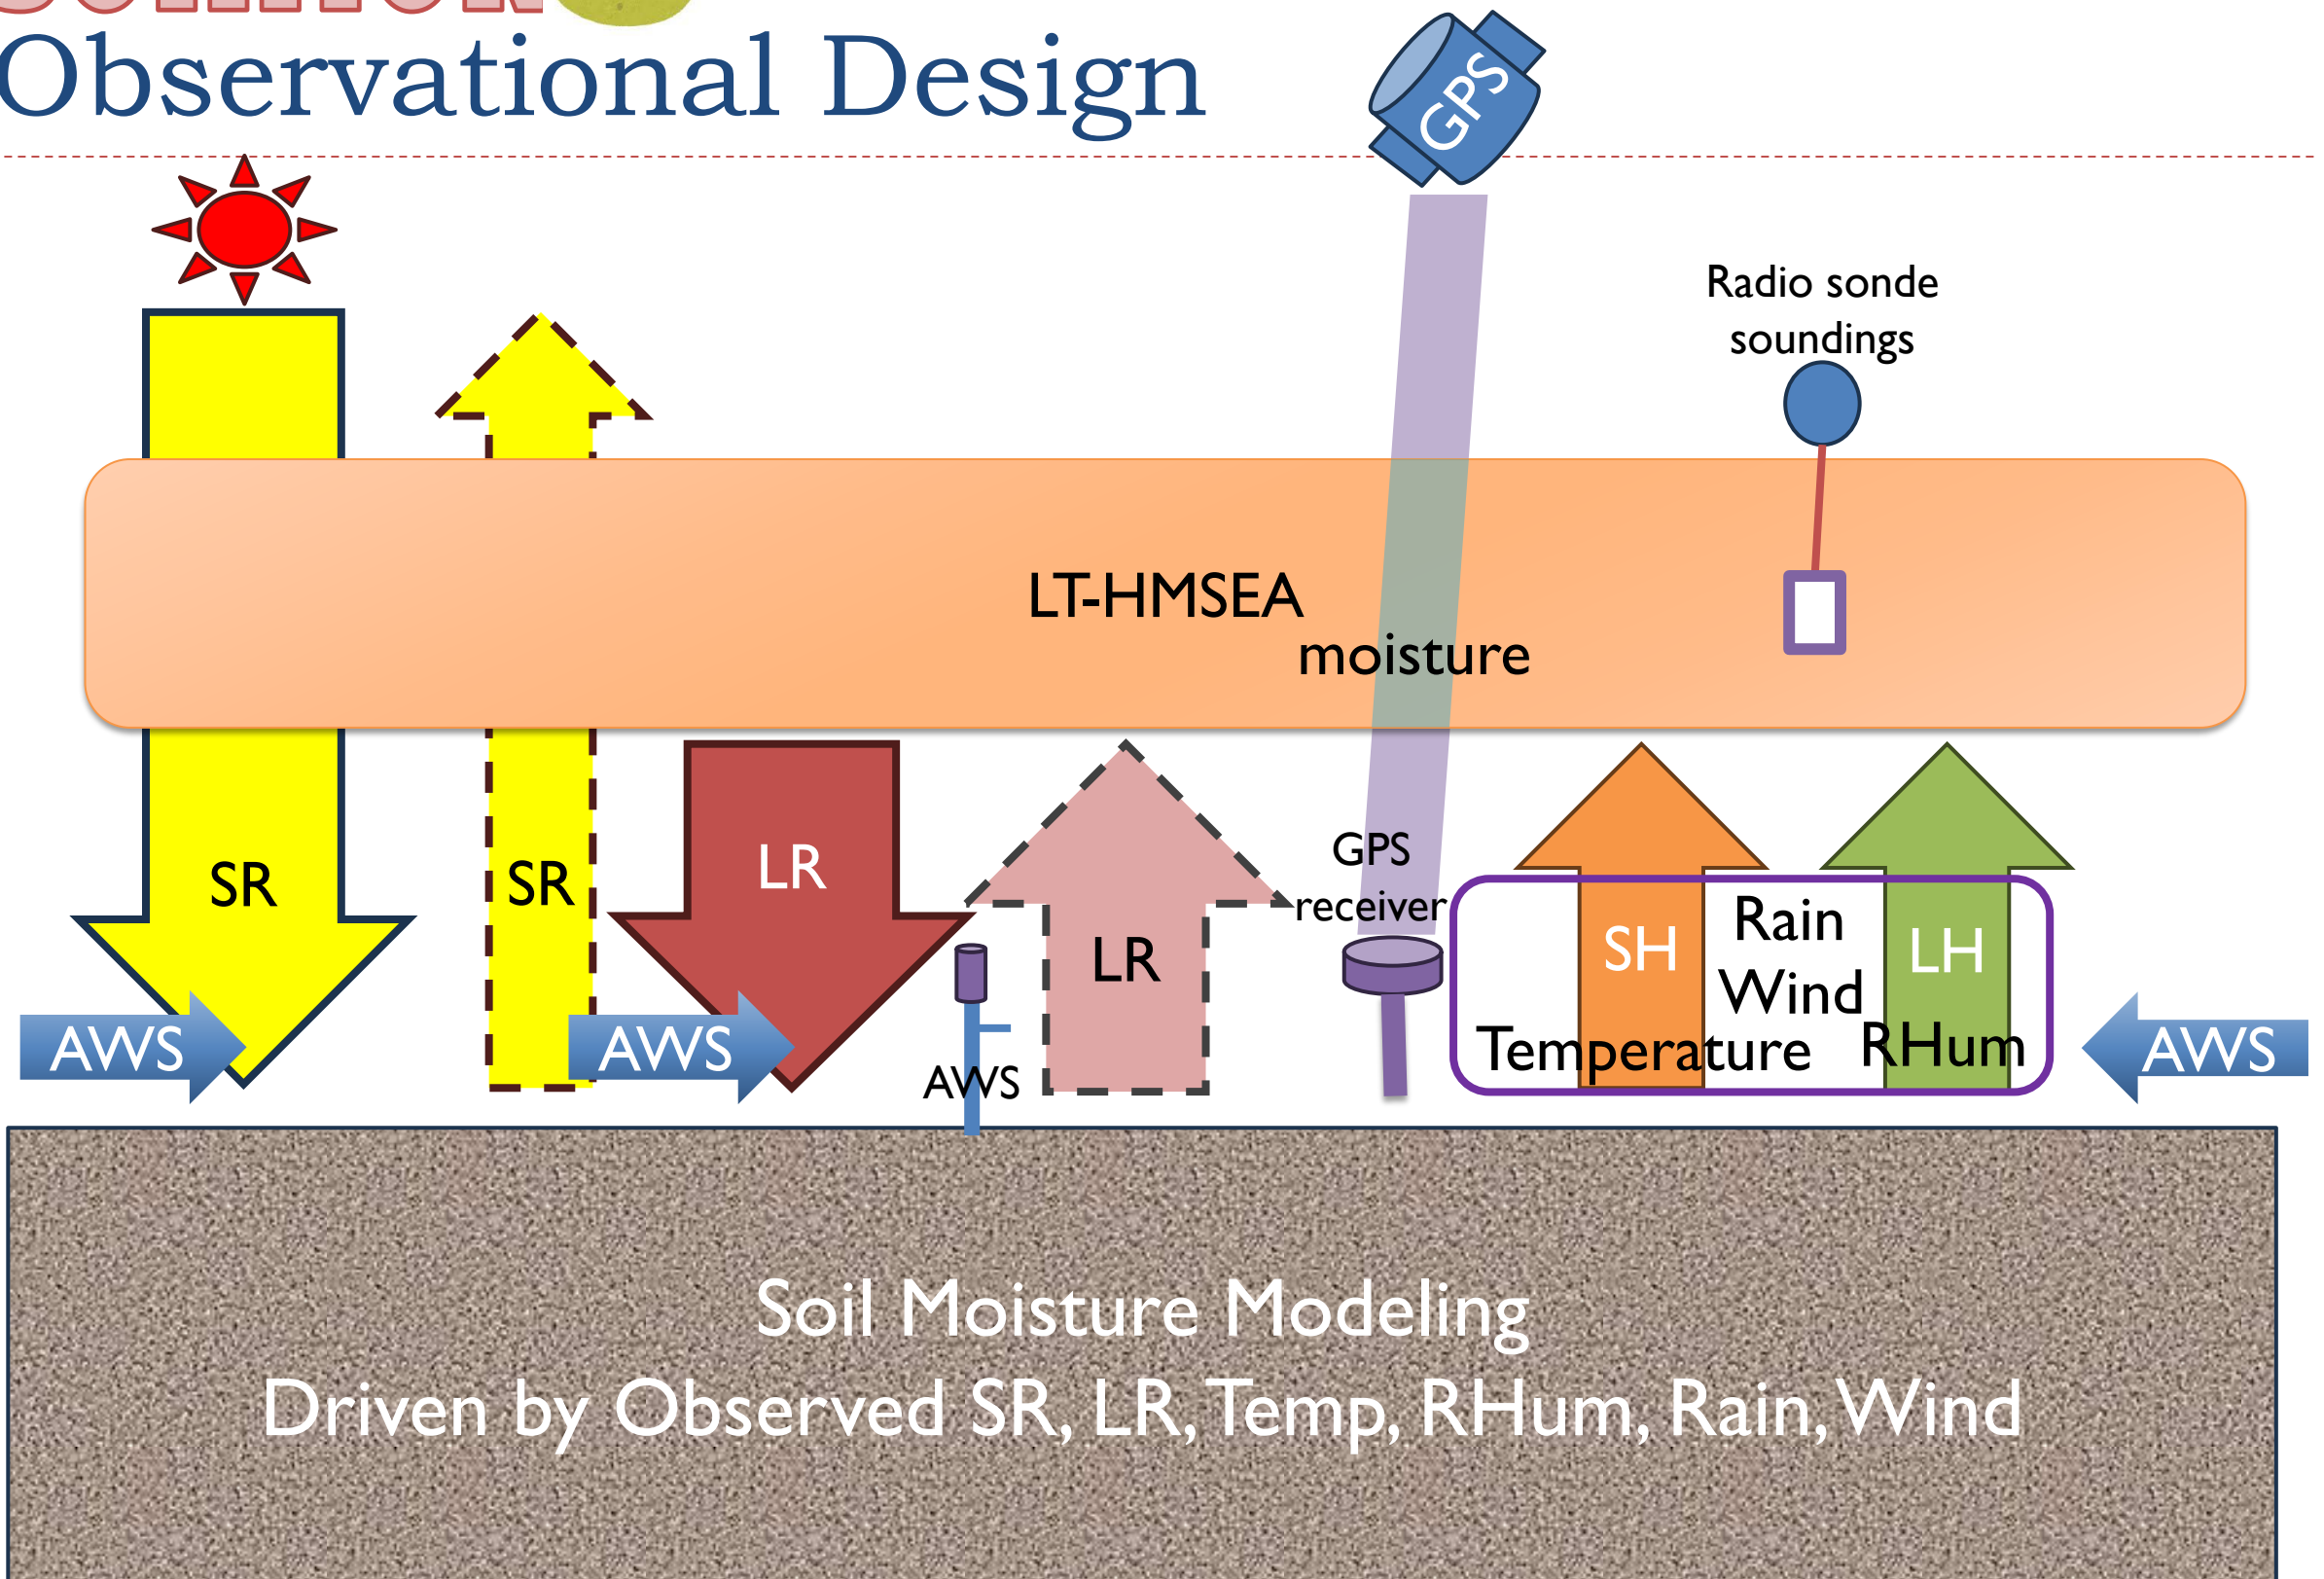 Observational Design
GPS
Radio sonde
soundings
LT-HMSEA
moisture
SR
SR
LR
LR
GPS
receiver
SH
Rain
LH
Wind
Temperature
RHum
AWS
AWS
AWS
AWS
Soil Moisture Modeling
Driven by Observed SR, LR, Temp, RHum, Rain, Wind